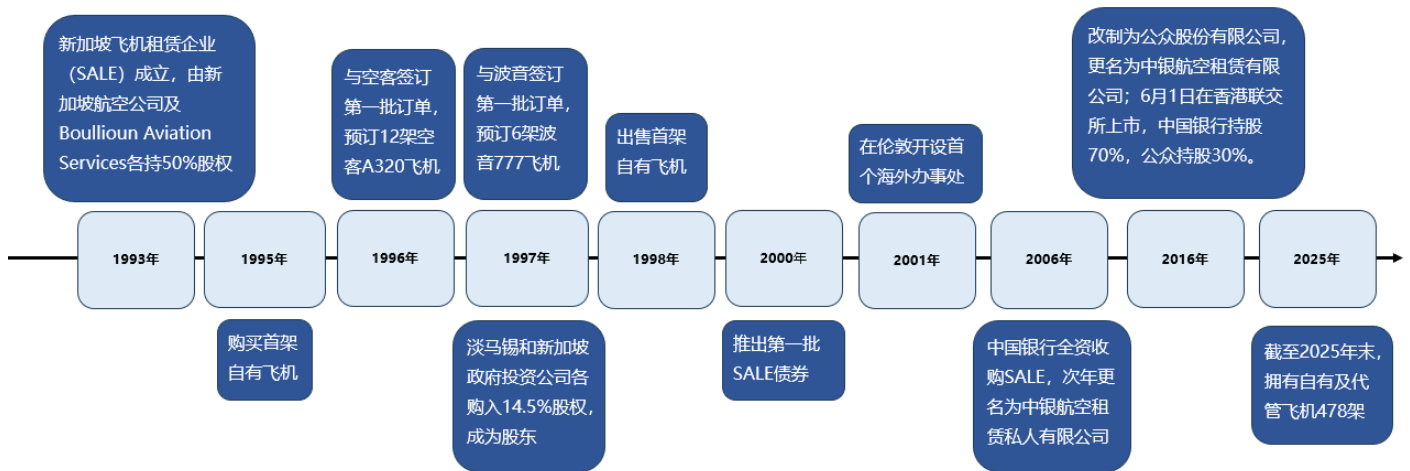 新加坡飞机租赁企业
（SALE）成立，由新
加坡航空公司及
Boullioun Aviation
Services各持50%股权
与空客签订
第一批订单，
预订12架空
客A320飞机
与波音签订
第一批订单，
预订6架波
音777飞机
出售首架
自有飞机
在伦敦开设首
个海外办事处
改制为公众股份有限公司，
更名为中银航空租赁有限
公司；6月1日在香港联交
所上市，中国银行持股
70%，公众持股30%。
1993年
1995年
1996年
1997年
1998年
2000年
2001年
2006年
2016年
2025年
购买首架
自有飞机
淡马锡和新加坡
政府投资公司各
购入14.5%股权，
成为股东
推出第一批
SALE债券
中国银行全资收
购SALE，次年更
名为中银航空租
赁私人有限公司
截至2025年末，
拥有自有及代
管飞机478架